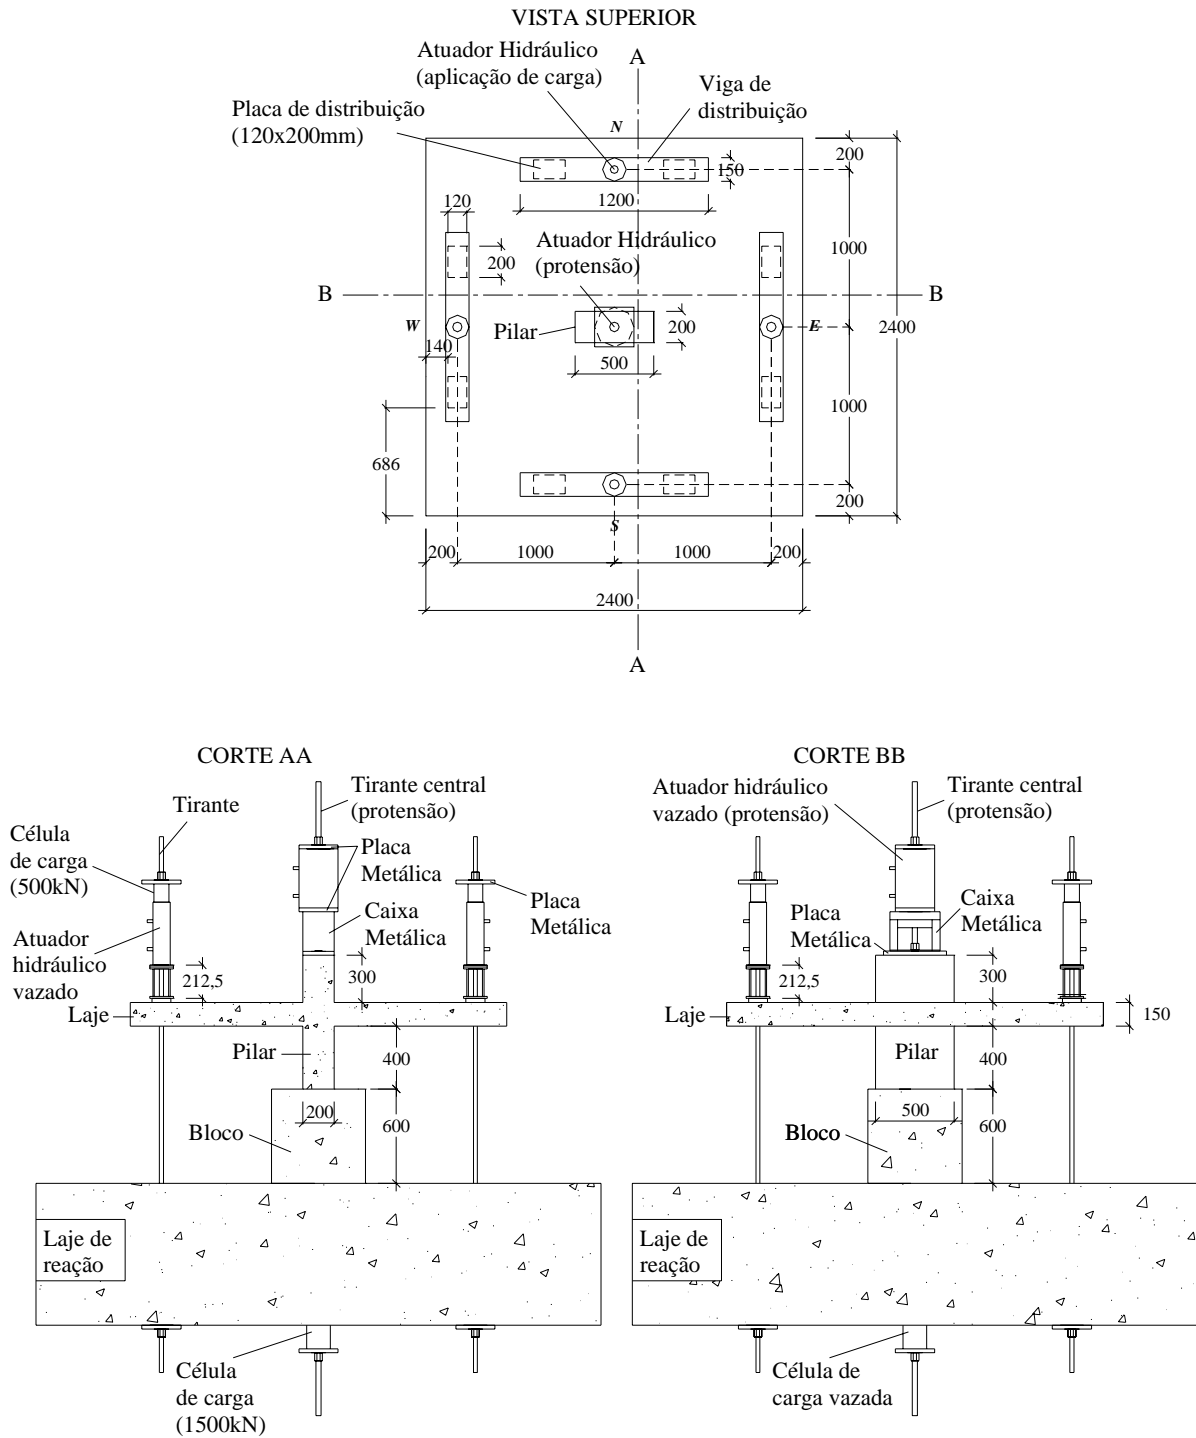 VISTA SUPERIOR
Atuador Hidráulico
(aplicação de carga)
A
Viga de
distribuição
Placa de distribuição
(120x200mm)
N
200
150
1200
120
Atuador Hidráulico
(protensão)
1000
200
B
B
W
Pilar
200
E
2400
140
500
1000
686
200
S
200
1000
1000
200
2400
A
CORTE AA
Tirante
Tirante central
(protensão)
Célula
de carga
(500kN)
Placa
Metálica
Placa
Metálica
Caixa
Metálica
Atuador
hidráulico
vazado
212,5
300
Laje
Pilar
400
200
600
Bloco
Laje de
reação
Célula
de carga
(1500kN)
CORTE BB
Atuador hidráulico
vazado (protensão)
Tirante central
(protensão)
Caixa
Metálica
Placa
Metálica
212,5
300
Laje
150
Pilar
400
500
600
Bloco
Laje de
reação
Célula de
carga vazada